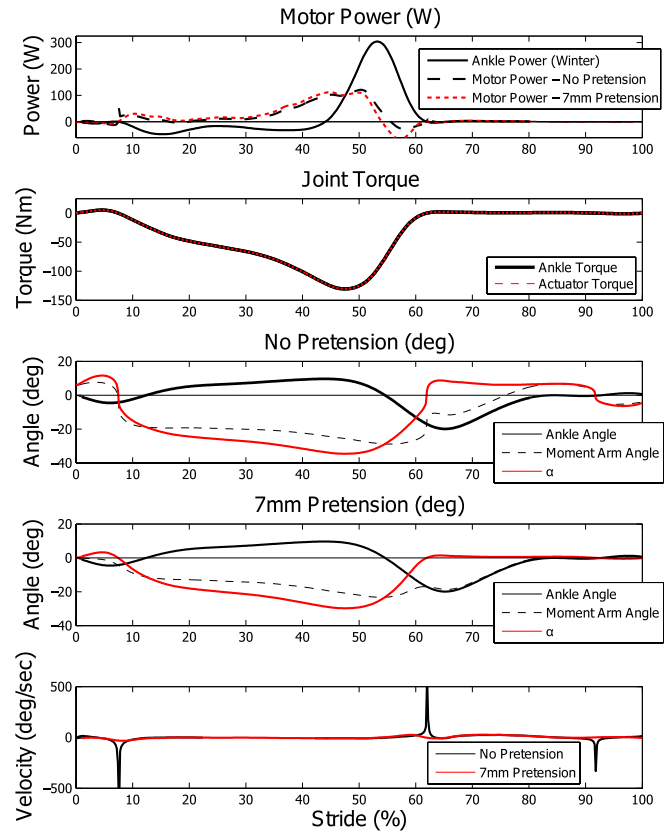 Motor Power (W)
Power (W)
300
200
100
0
Ankle Power (Winter)
Motor Power – No Pretension
Motor Power – 7mm Pretension
0 10 20 30 40 50 60 70 80 90 100
Joint Torque
Torque (Nm)
0
−50
−100
−150
Ankle Torque
Actuator Torque
0 10 20 30 40 50 60 70 80 90 100
No Pretension (deg)
Angle (deg)
20
0
−20
−40
Ankle Angle
Moment Arm Angle
α
0 10 20 30 40 50 60 70 80 90 100
7mm Pretension (deg)
Angle (deg)
20
0
−20
−40
Ankle Angle
Moment Arm Angle
α
0 10 20 30 40 50 60 70 80 90 100
Velocity (deg/sec)
500
0
−500
No Pretension
7mm Pretension
0 10 20 30 40 50 60 70 80 90 100
Stride (%)